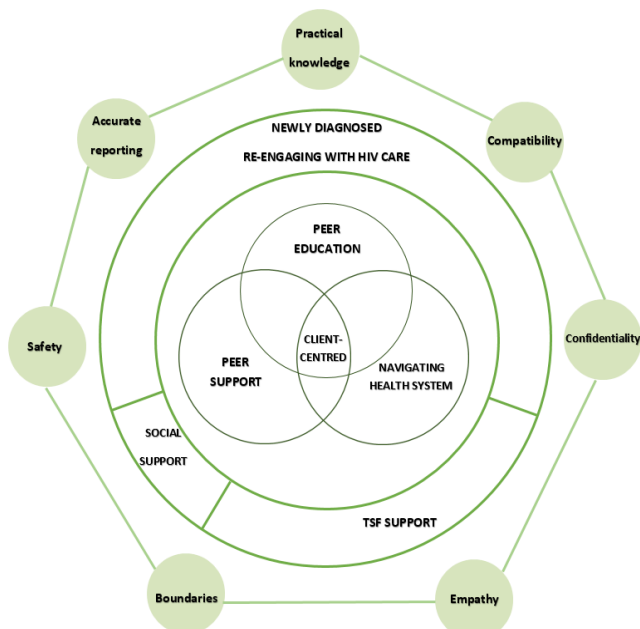 Practical
knowledge
Accurate
reporting
Compatibility
NEWLY DIAGNOSED
RE-ENGAGING WITH HIV CARE
PEER
EDUCATION
Safety
Confidentiality
CLIENT-
CENTRED
PEER
SUPPORT
NAVIGATING
HEALTH SYSTEM
SOCIAL
SUPPORT
TSF SUPPORT
Boundaries
Empathy